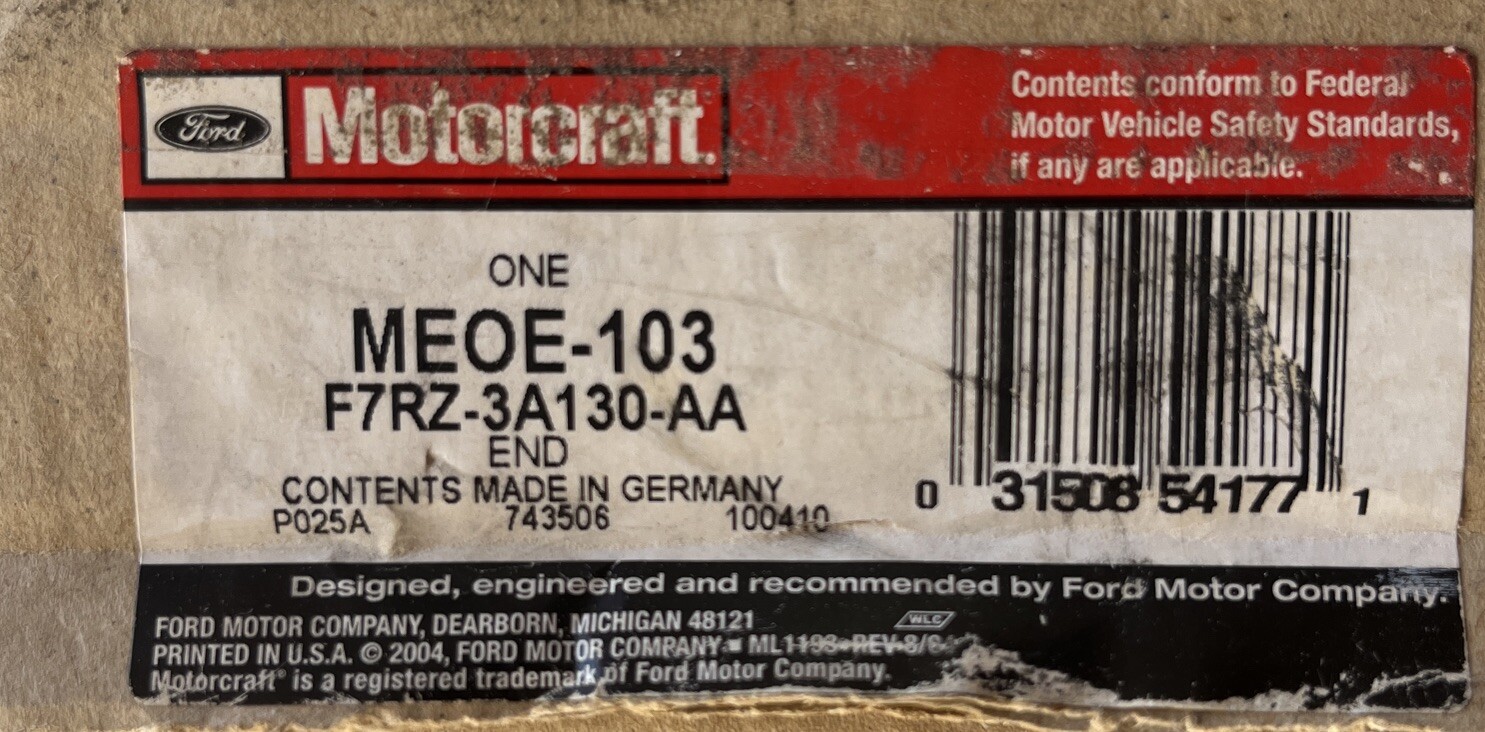 Ford
Motorcraft
Contents conform to Federal
Motor Vehicle Safety Standards,
if any are applicable.
ONE
MEOE-103
F7RZ-3A130-AA
END
CONTENTS MADE IN GERMANY
P025A 743506 100410
0 31508 54177 1
Designed, engineered and recommended by Ford Motor Company.
FORD MOTOR COMPANY, DEARBORN, MICHIGAN 48121
WLC
PRINTED IN U.S.A. © 2004, FORD MOTOR COMPANY ▪ ML1193 ▪ REV
Motorcraft® is a registered trademark of Ford Motor Company.